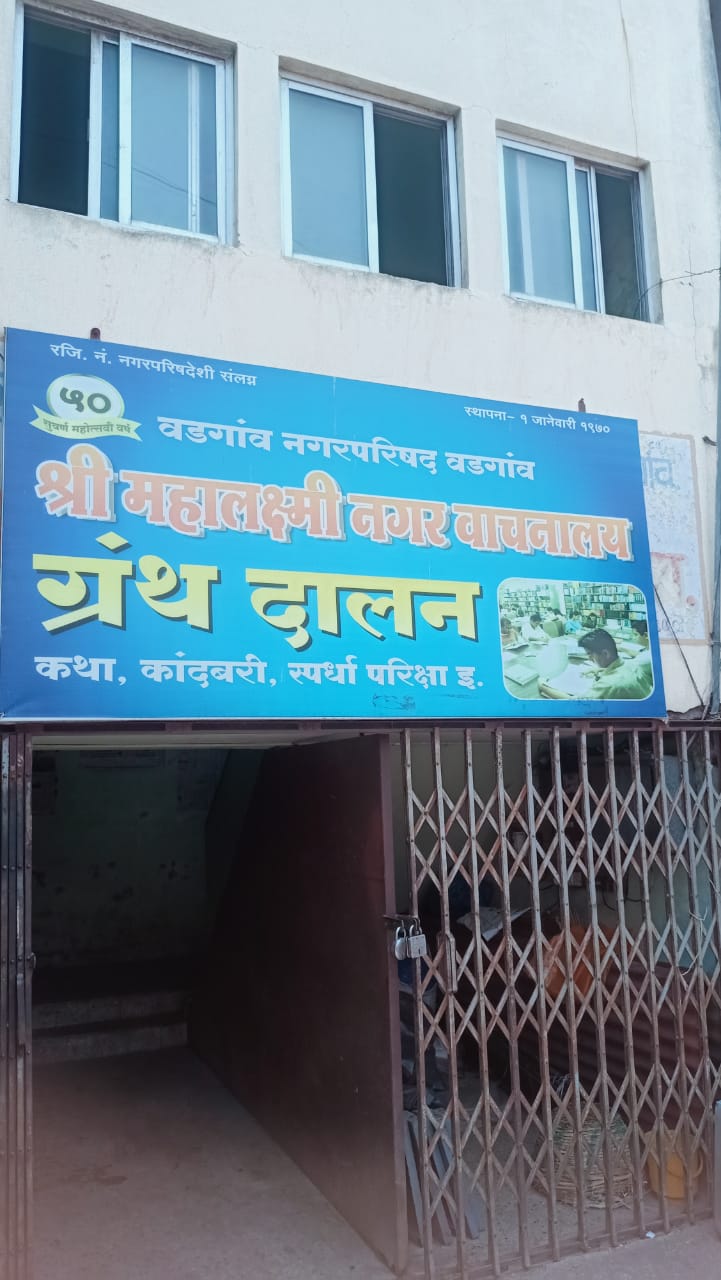 रजि. नं. नगरपरिषदेशी संलग्न
स्थापना- १ जानेवारी १९७०
५०
सुवर्ण महोत्सवी वर्ष
वडगांव नगरपरिषद वडगांव
श्री महालक्ष्मी नगर वाचनालय
ग्रंथ दालन
कथा, कांदबरी, स्पर्धा परिक्षा इ.